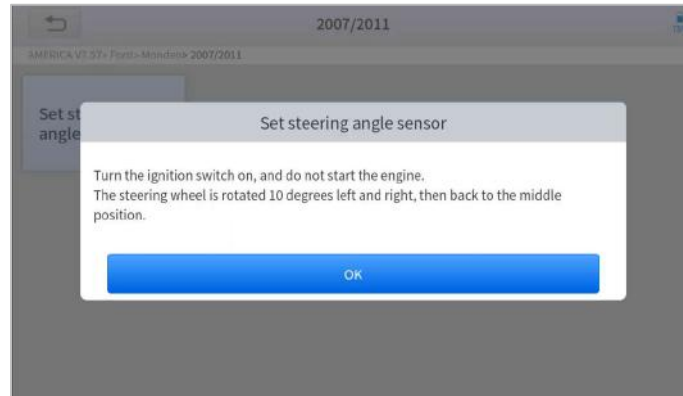 2007/2011
AMERICA V7.57> Ford> Mondeo> 2007/2011
Set st
angle
Set steering angle sensor
Turn the ignition switch on, and do not start the engine.
The steering wheel is rotated 10 degrees left and right, then back to the middle
position.
OK